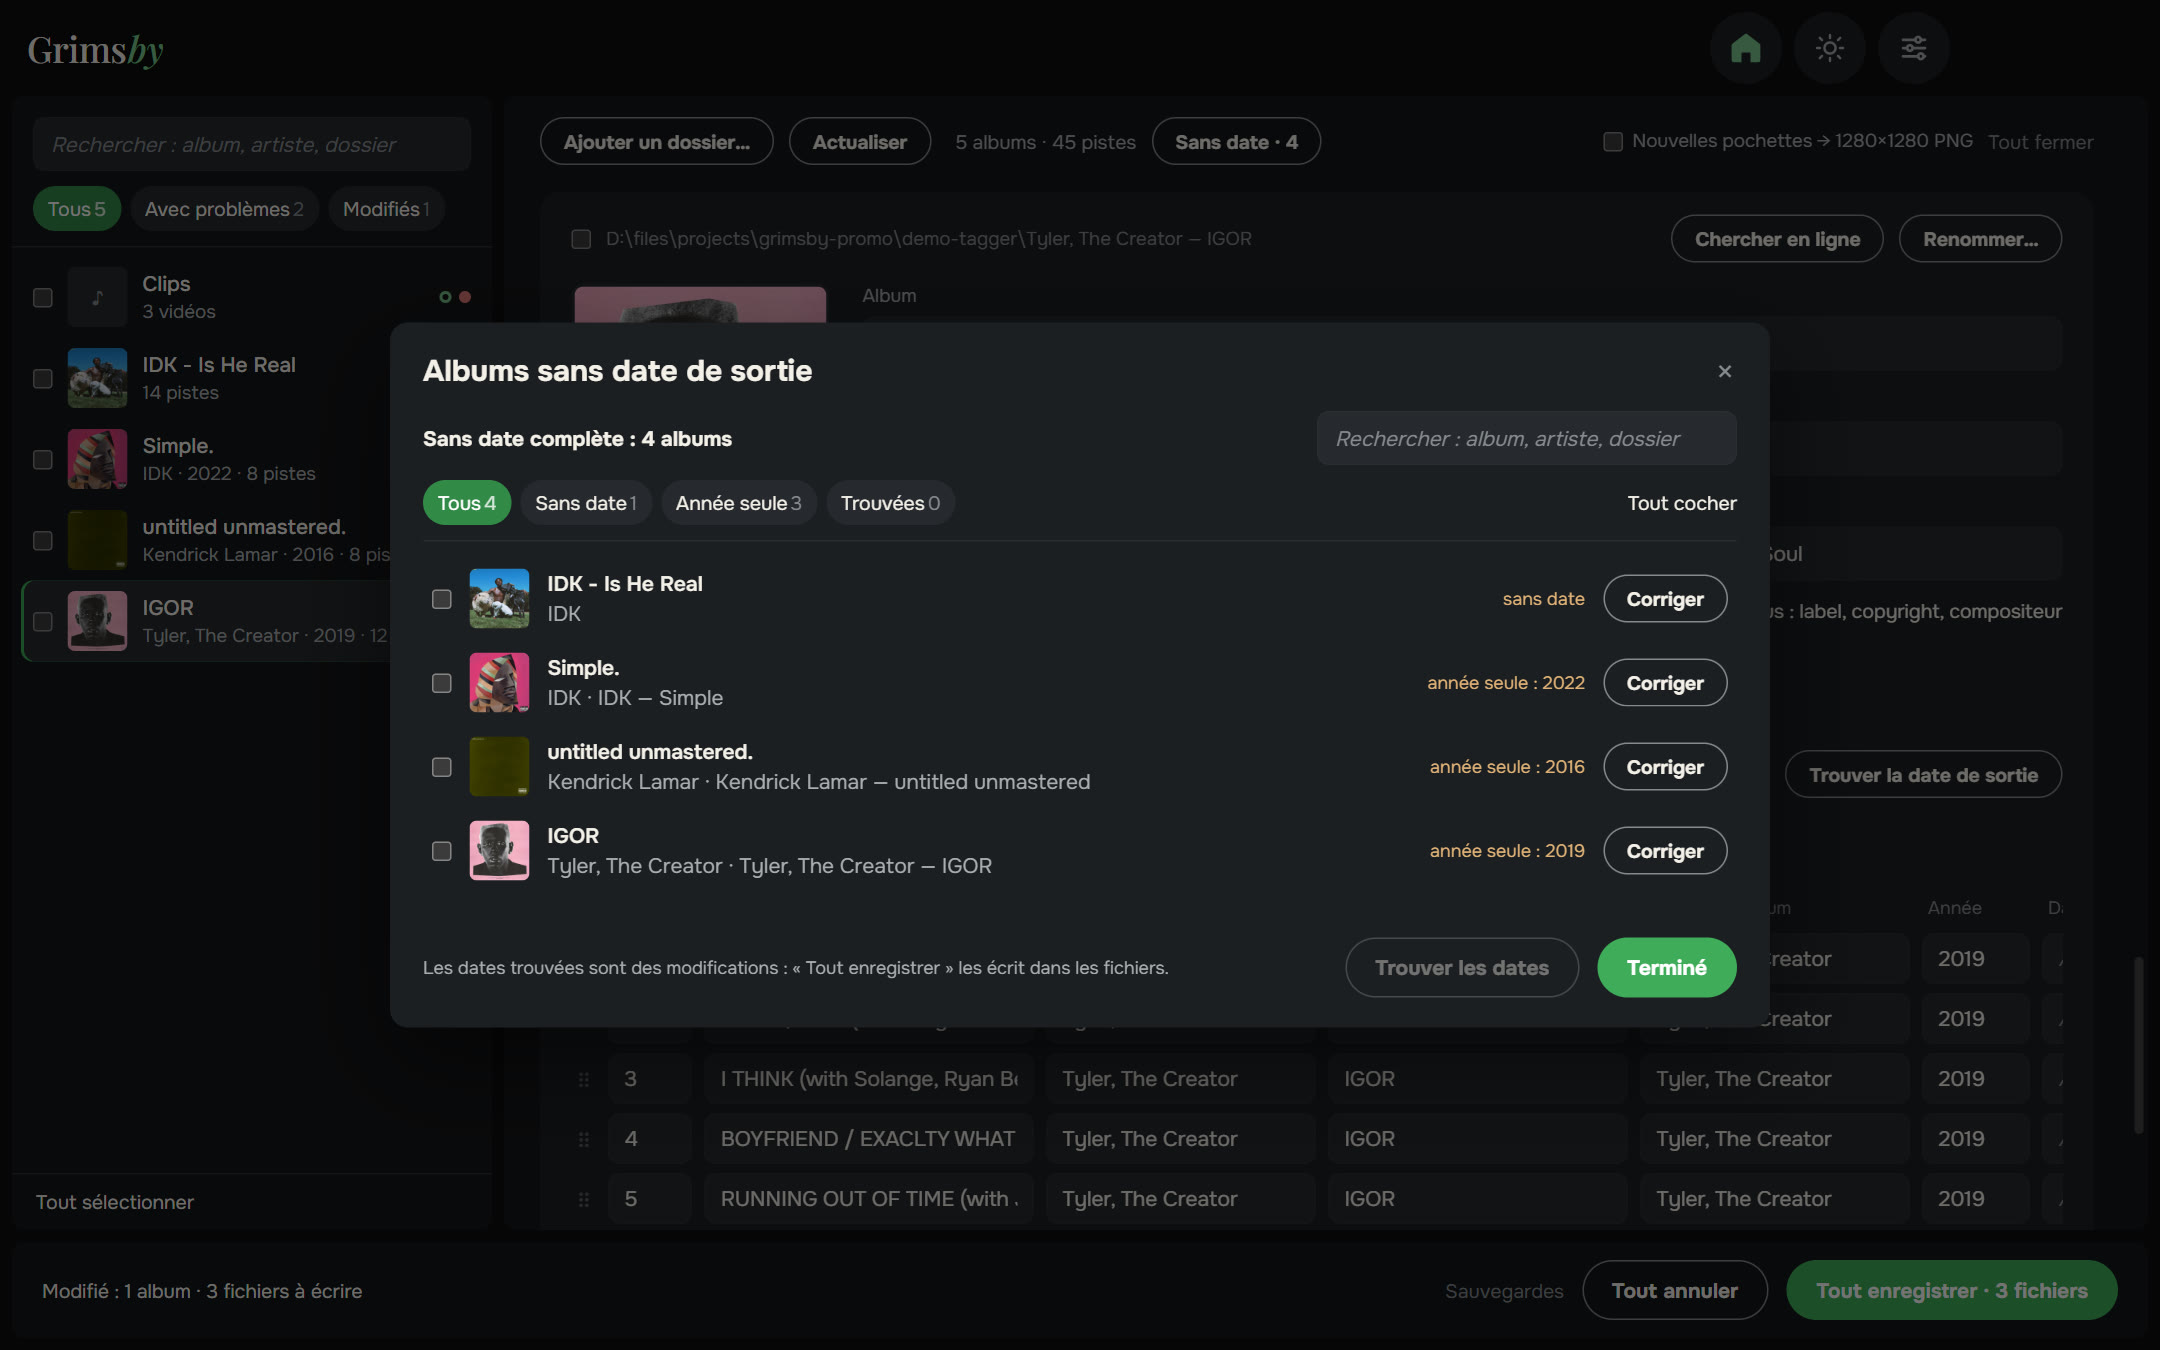 Grimsby
Rechercher : album, artiste, dossier
Tous 5
Avec problèmes 2
Modifiés 1
Clips
3 vidéos
IDK - Is He Real
14 pistes
Simple.
IDK · 2022 · 8 pistes
untitled unmastered.
Kendrick Lamar · 2016 · 8 pis
IGOR
Tyler, The Creator · 2019 · 12
Tout sélectionner
Ajouter un dossier...
Actualiser
5 albums · 45 pistes
Sans date · 4
Nouvelles pochettes → 1280×1280 PNG
Tout fermer
D:\files\projects\grimsby-promo\demo-tagger\Tyler, The Creator — IGOR
Chercher en ligne
Renommer...
Album
Soul
us : label, copyright, compositeur
Trouver la date de sortie
Albums sans date de sortie
×
Sans date complète : 4 albums
Rechercher : album, artiste, dossier
Tous 4
Sans date 1
Année seule 3
Trouvées 0
Tout cocher
IDK - Is He Real
IDK
sans date
Corriger
Simple.
IDK · IDK — Simple
année seule : 2022
Corriger
untitled unmastered.
Kendrick Lamar · Kendrick Lamar — untitled unmastered
année seule : 2016
Corriger
IGOR
Tyler, The Creator · Tyler, The Creator — IGOR
année seule : 2019
Corriger
Les dates trouvées sont des modifications : « Tout enregistrer » les écrit dans les fichiers.
Trouver les dates
Terminé
um
Année
Da
reator
2019
Creator
2019
3
I THINK (with Solange, Ryan Be
Tyler, The Creator
IGOR
Tyler, The Creator
2019
4
BOYFRIEND / EXACLTY WHAT
Tyler, The Creator
IGOR
Tyler, The Creator
2019
5
RUNNING OUT OF TIME (with
Tyler, The Creator
IGOR
Tyler, The Creator
2019
Modifié : 1 album · 3 fichiers à écrire
Sauvegardes
Tout annuler
Tout enregistrer · 3 fichiers